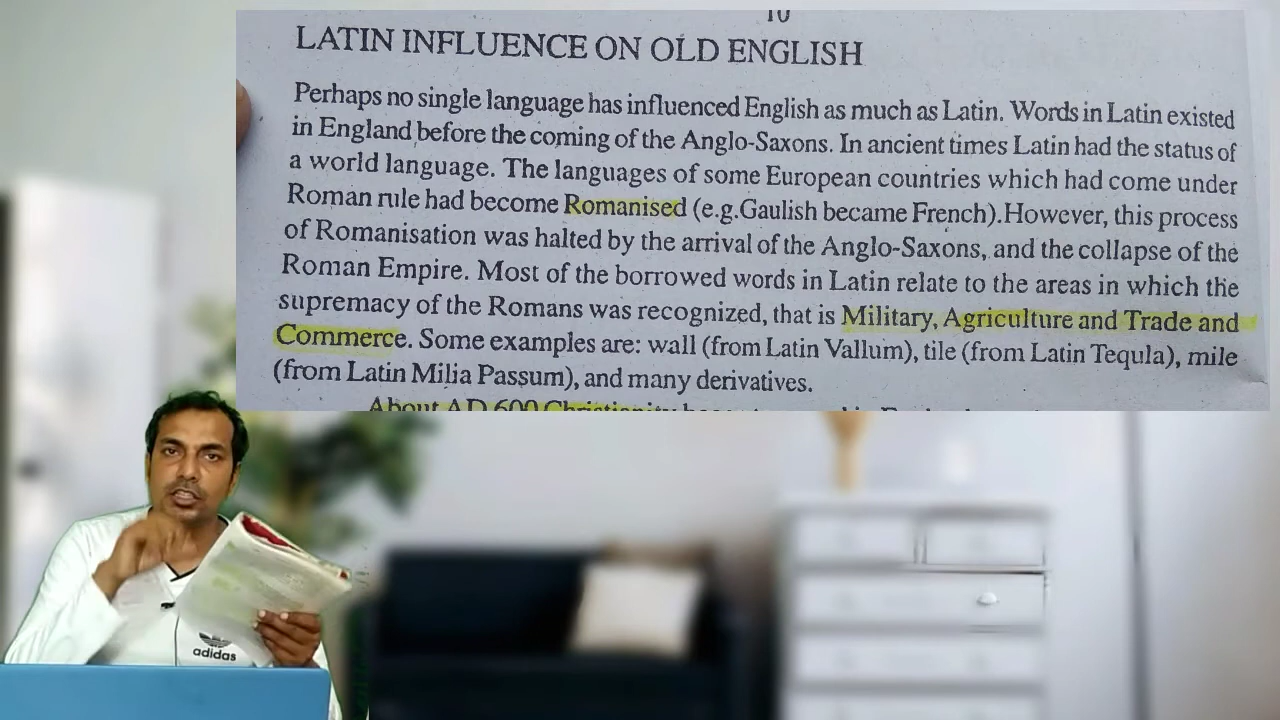 10
LATIN INFLUENCE ON OLD ENGLISH
Perhaps no single language has influenced English as much as Latin. Words in Latin existed
in England before the coming of the Anglo-Saxons. In ancient times Latin had the status of
a world language. The languages of some European countries which had come under
Roman rule had become Romanised (e.g.Gaulish became French).However, this process
of Romanisation was halted by the arrival of the Anglo-Saxons, and the collapse of the
Roman Empire. Most of the borrowed words in Latin relate to the areas in which the
supremacy of the Romans was recognized, that is Military, Agriculture and Trade and
Commerce. Some examples are: wall (from Latin Vallum), tile (from Latin Tequla), mile
(from Latin Milia Passum), and many derivatives.
About AD 600 Christianity
adidas